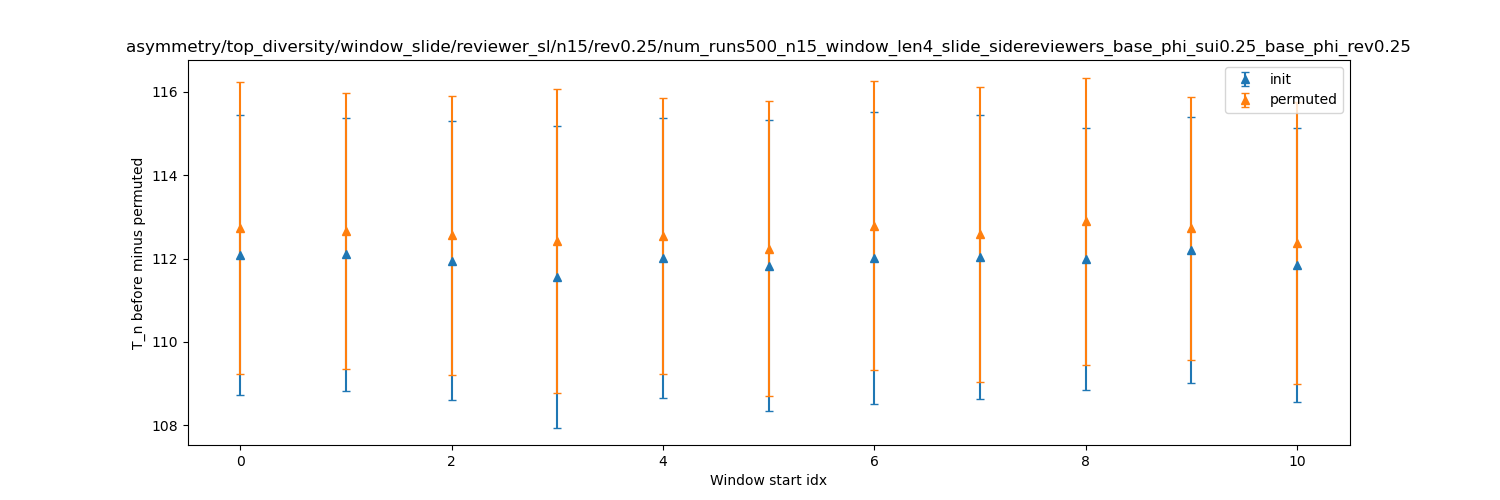 asymmetry/top_diversity/window_slide/reviewer_sl/n15/rev0.25/num_runs500_n15_window_len4_slide_sidereviewers_base_phi_sui0.25_base_phi_rev0.25
init
permuted
T_n before minus permuted
116
114
112
110
108
0 2 4 6 8 10
Window start idx